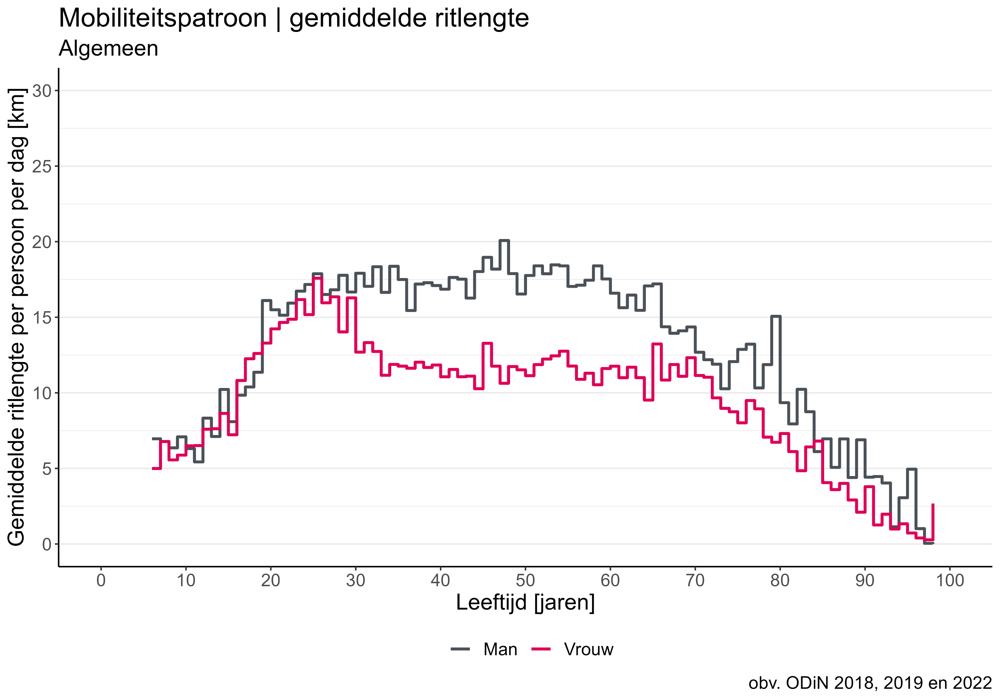 Mobiliteitspatroon | gemiddelde ritlengte
Algemeen
Gemiddelde ritlengte per persoon per dag [km]
30
25
20
15
10
5
0
0 10 20 30 40 50 60 70 80 90 100
Leeftijd [jaren]
Man Vrouw
obv. ODiN 2018, 2019 en 2022